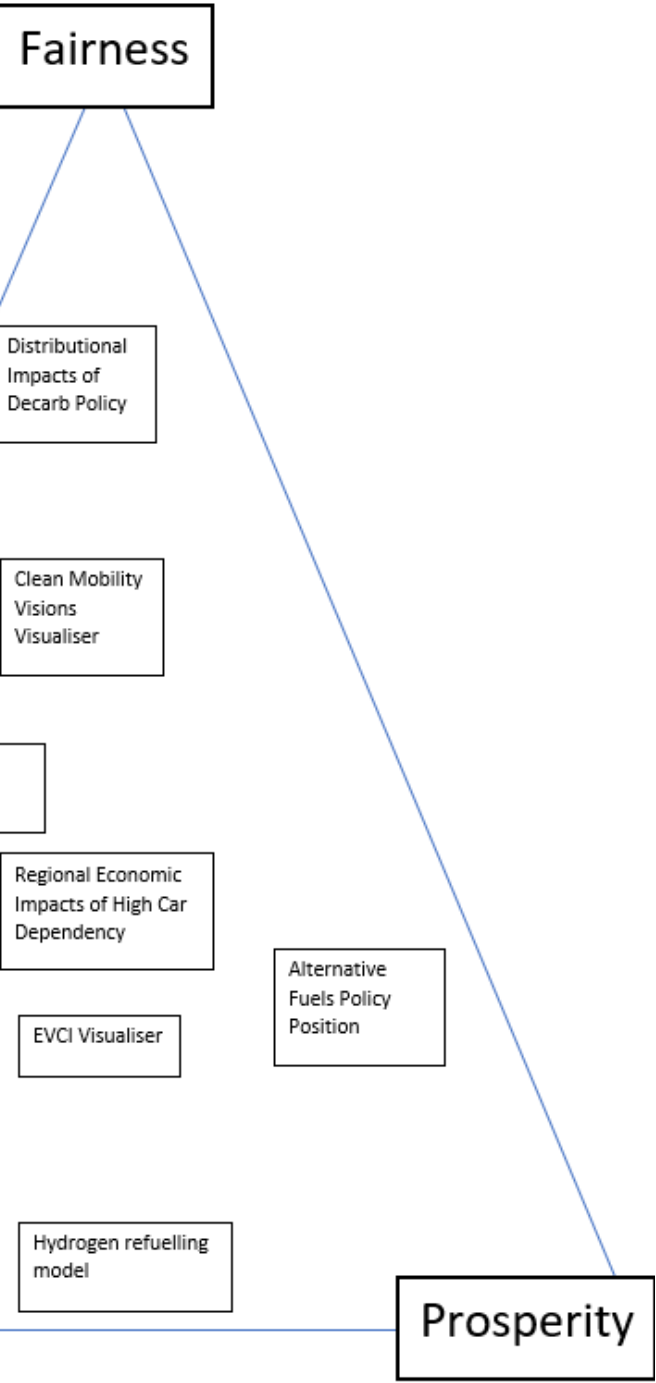 Fairness
Distributional
Impacts of
Decarb Policy
Clean Mobility
Visions
Visualiser
Regional Economic
Impacts of High Car
Dependency
Alternative
Fuels Policy
Position
EVCI Visualiser
Hydrogen refuelling
model
Prosperity